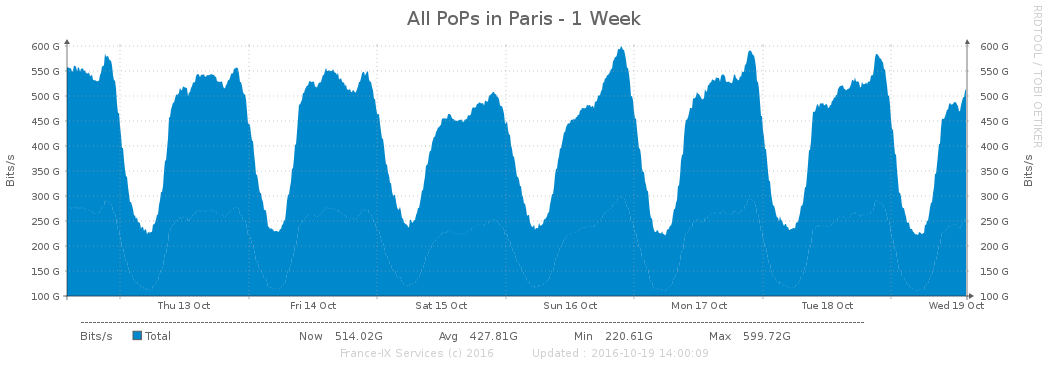 All PoPs in Paris - 1 Week
RRDTOOL / TOBI OETIKER
Bits/s
600 G
550 G
500 G
450 G
400 G
350 G
300 G
250 G
200 G
150 G
100 G
600 G
550 G
500 G
450 G
400 G
350 G
300 G
250 G
200 G
150 G
100 G
Bits/s
Thu 13 Oct Fri 14 Oct Sat 15 Oct Sun 16 Oct Mon 17 Oct Tue 18 Oct Wed 19 Oct
Bits/s Total Now 514.02G Avg 427.81G Min 220.61G Max 599.72G
France-IX Services (c) 2016 Updated : 2016-10-19 14:00:09